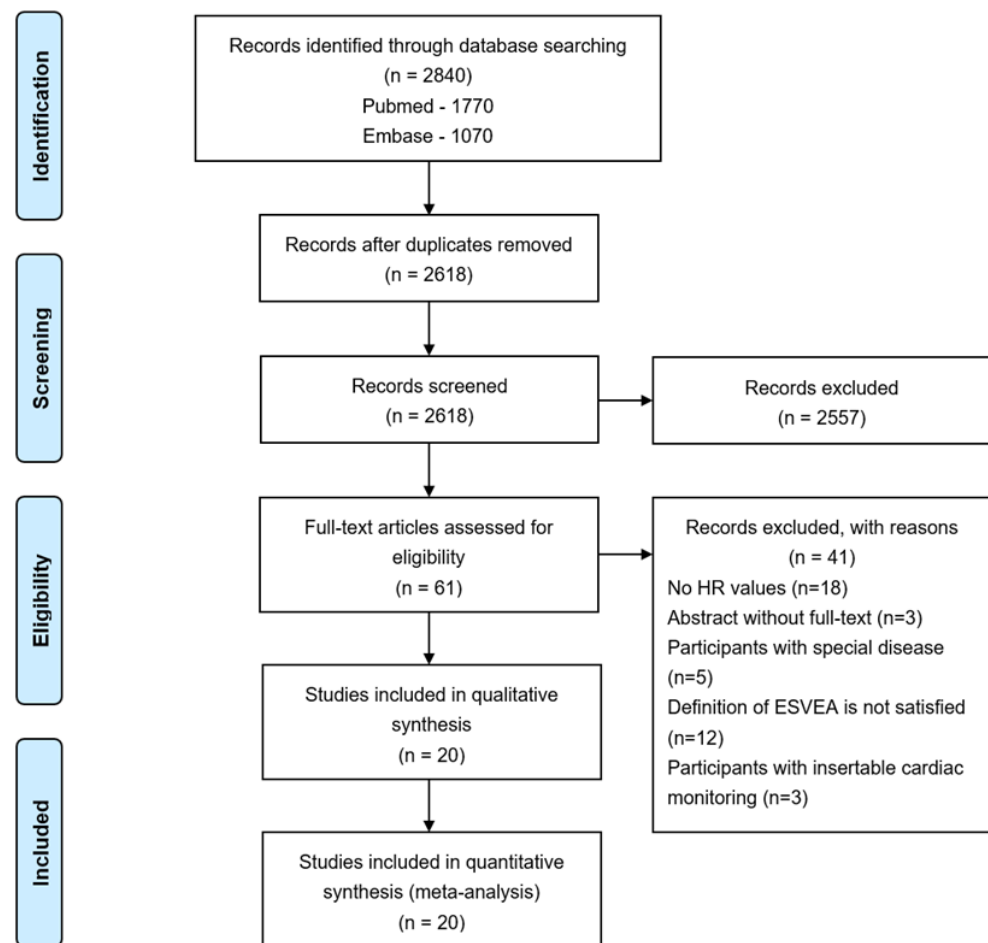 Identification
Records identified through database searching
(n = 2840)
Pubmed - 1770
Embase - 1070
Records after duplicates removed
(n = 2618)
Screening
Records screened
(n = 2618)
Records excluded
(n = 2557)
Eligibility
Full-text articles assessed for
eligibility
(n = 61)
Records excluded, with reasons
(n = 41)
No HR values (n=18)
Abstract without full-text (n=3)
Participants with special disease
(n=5)
Definition of ESVEA is not satisfied
(n=12)
Participants with insertable cardiac
monitoring (n=3)
Studies included in qualitative
synthesis
(n = 20)
Included
Studies included in quantitative
synthesis (meta-analysis)
(n = 20)